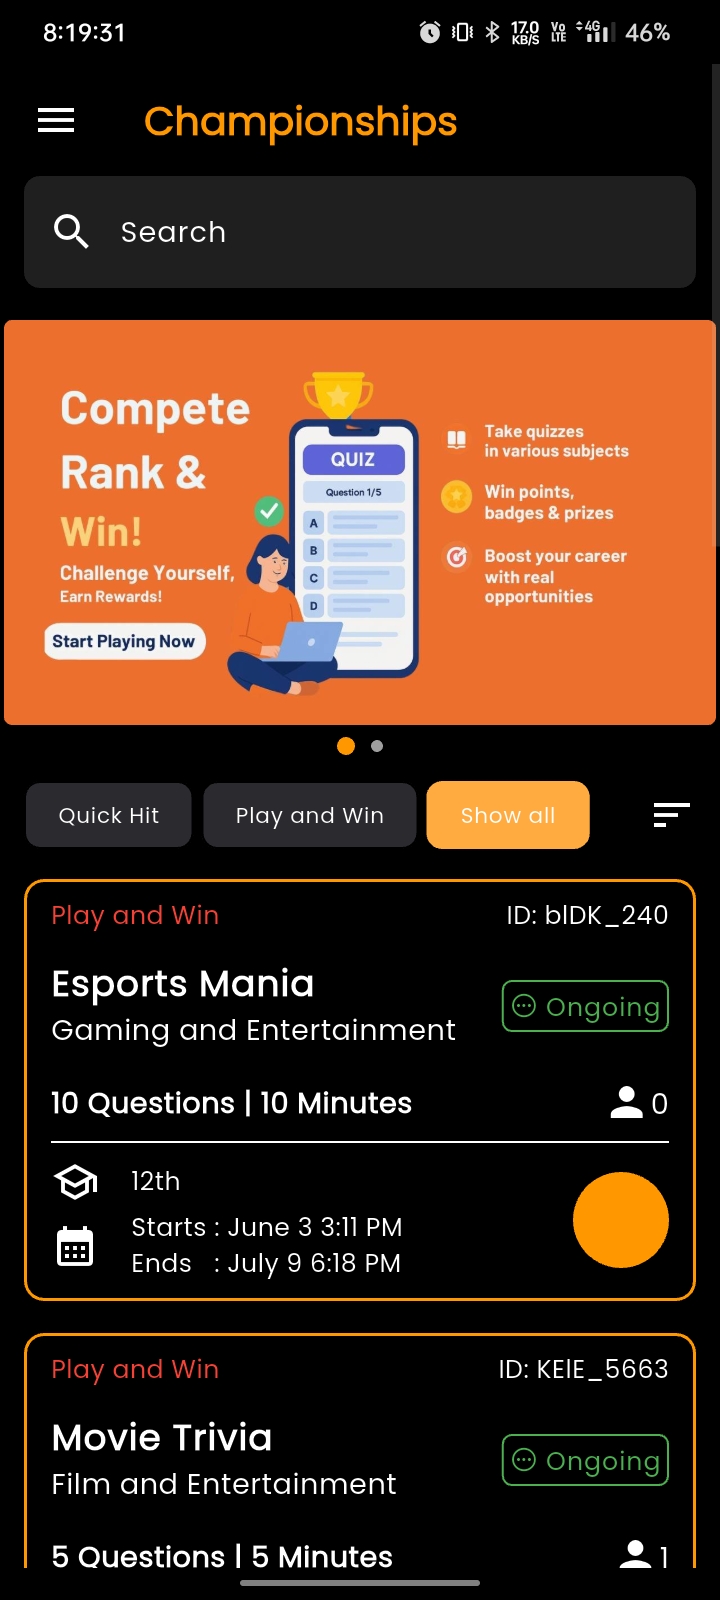 8:19:31
17.0 KB/S Vo LTE 4G 46%
Championships
Search
Compete
Rank &
Win!
Challenge Yourself,
Earn Rewards!
Start Playing Now
QUIZ
Question 1/5
A
B
C
D
Take quizzes
in various subjects
Win points,
badges & prizes
Boost your career
with real
opportunities
Quick Hit
Play and Win
Show all
Play and Win
ID: blDK_240
Esports Mania
Gaming and Entertainment
Ongoing
10 Questions | 10 Minutes
0
12th
Starts : June 3 3:11 PM
Ends : July 9 6:18 PM
Play and Win
ID: KElE_5663
Movie Trivia
Film and Entertainment
Ongoing
5 Questions | 5 Minutes
1